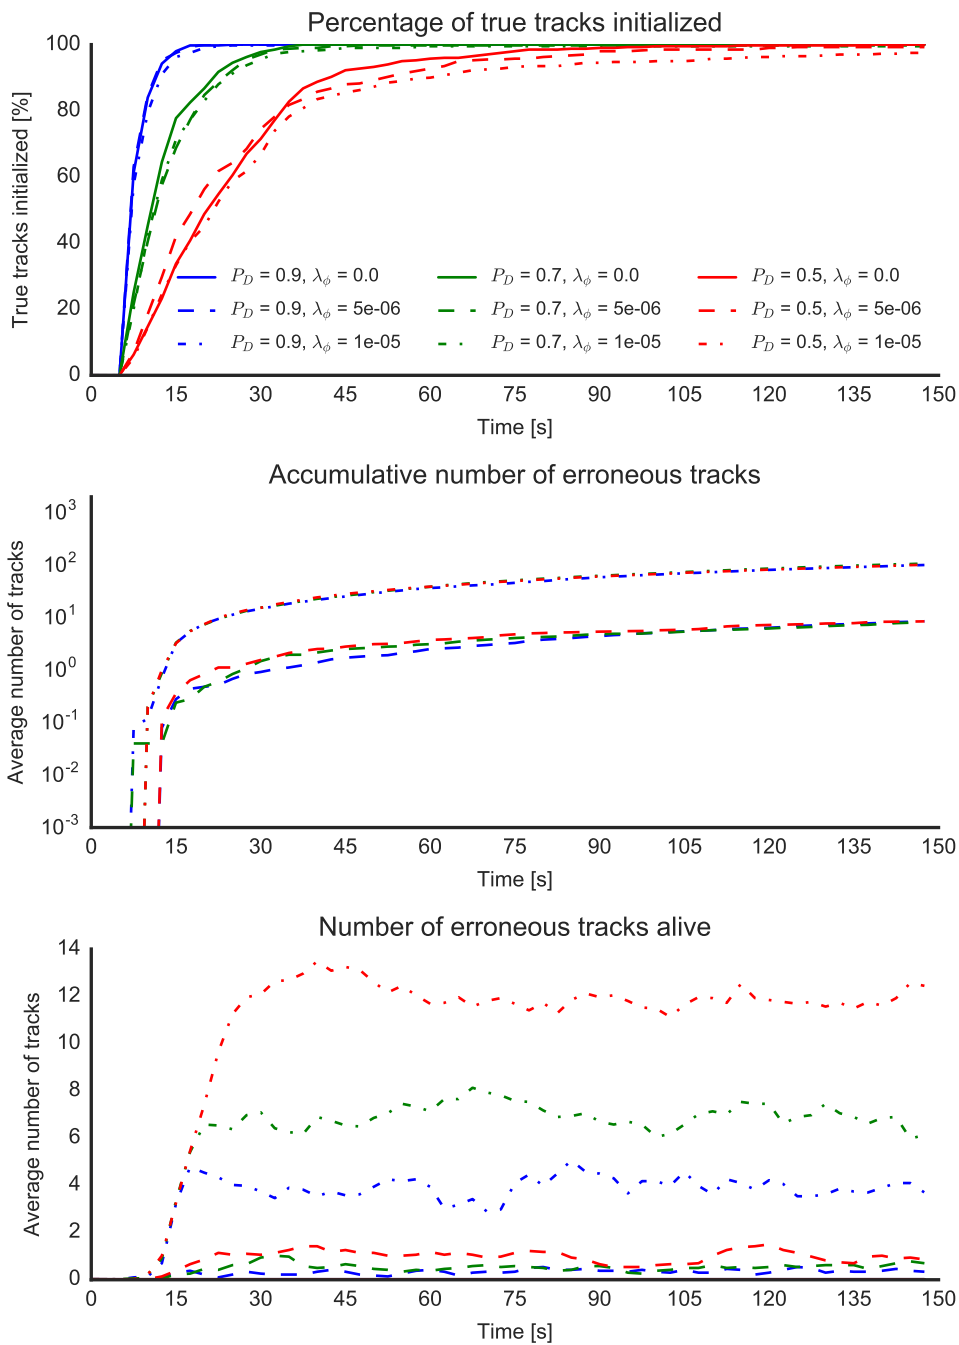 Percentage of true tracks initialized
True tracks initialized [%]
100
80
60
40
20
0
P_D = 0.9, λ_ϕ = 0.0
P_D = 0.7, λ_ϕ = 0.0
P_D = 0.5, λ_ϕ = 0.0
P_D = 0.9, λ_ϕ = 5e-06
P_D = 0.7, λ_ϕ = 5e-06
P_D = 0.5, λ_ϕ = 5e-06
P_D = 0.9, λ_ϕ = 1e-05
P_D = 0.7, λ_ϕ = 1e-05
P_D = 0.5, λ_ϕ = 1e-05
0 15 30 45 60 75 90 105 120 135 150
Time [s]
Accumulative number of erroneous tracks
Average number of tracks
10^3
10^2
10^1
10^0
10^-1
10^-2
10^-3
0 15 30 45 60 75 90 105 120 135 150
Time [s]
Number of erroneous tracks alive
Average number of tracks
14
12
10
8
6
4
2
0
0 15 30 45 60 75 90 105 120 135 150
Time [s]